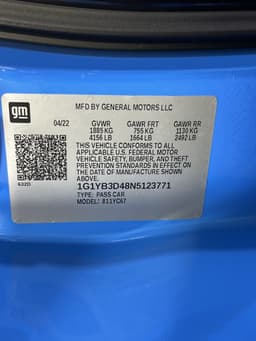 gm
MFD BY GENERAL MOTORS LLC
04/22 GVWR GAWR FRT GAWR RR
1885 KG 755 KG 1130 KG
4156 LB 1664 LB 2492 LB
THIS VEHICLE CONFORMS TO ALL
APPLICABLE U.S. FEDERAL MOTOR
VEHICLE SAFETY, BUMPER, AND THEFT
PREVENTION STANDARDS IN EFFECT ON
THE DATE OF MANUFACTURE SHOWN
ABOVE.
1G1YB3D48N5123771
TYPE: PASS CAR
MODEL: 811YC67